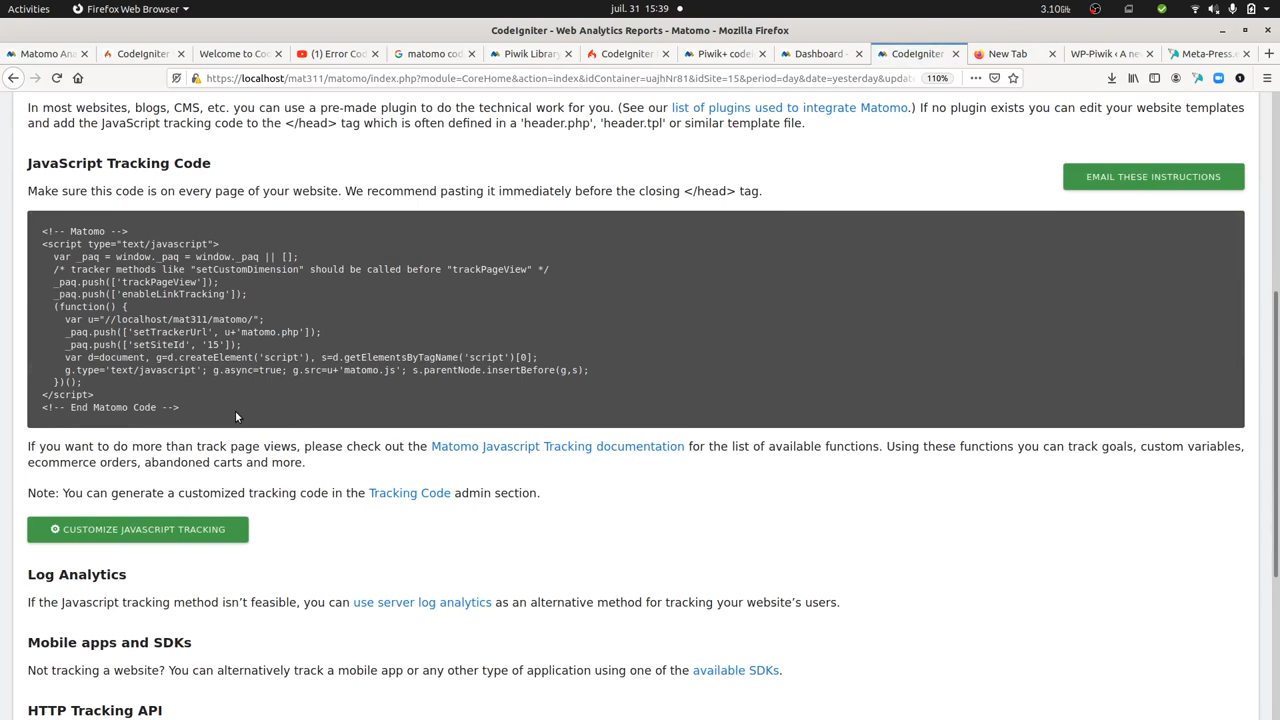 Activities
Firefox Web Browser
juil. 31 15:39
3.10GHz
CodeIgniter - Web Analytics Reports - Matomo - Mozilla Firefox
Matomo Ana
CodeIgniter
Welcome to Cod
(1) Error Co
matomo cod
Piwik Library
CodeIgniter
Piwik+ code
Dashboard -
CodeIgniter
New Tab
WP-Piwik ‹ A ne
Meta-Press.e
https://localhost/mat311/matomo/index.php?module=CoreHome&action=index&idContainer=uajhNr81&idSite=15&period=day&date=yesterday&upda
110%
In most websites, blogs, CMS, etc. you can use a pre-made plugin to do the technical work for you. (See our list of plugins used to integrate Matomo.) If no plugin exists you can edit your website templates
and add the JavaScript tracking code to the </head> tag which is often defined in a 'header.php', 'header.tpl' or similar template file.
JavaScript Tracking Code
EMAIL THESE INSTRUCTIONS
Make sure this code is on every page of your website. We recommend pasting it immediately before the closing </head> tag.
<!-- Matomo -->
<script type="text/javascript">
var _paq = window._paq = window._paq || [];
/* tracker methods like "setCustomDimension" should be called before "trackPageView" */
_paq.push(['trackPageView']);
_paq.push(['enableLinkTracking']);
(function() {
var u="//localhost/mat311/matomo/";
_paq.push(['setTrackerUrl', u+'matomo.php']);
_paq.push(['setSiteId', '15']);
var d=document, g=d.createElement('script'), s=d.getElementsByTagName('script')[0];
g.type='text/javascript'; g.async=true; g.src=u+'matomo.js'; s.parentNode.insertBefore(g,s);
})();
</script>
<!-- End Matomo Code -->
If you want to do more than track page views, please check out the Matomo Javascript Tracking documentation for the list of available functions. Using these functions you can track goals, custom variables,
ecommerce orders, abandoned carts and more.
Note: You can generate a customized tracking code in the Tracking Code admin section.
CUSTOMIZE JAVASCRIPT TRACKING
Log Analytics
If the Javascript tracking method isn’t feasible, you can use server log analytics as an alternative method for tracking your website’s users.
Mobile apps and SDKs
Not tracking a website? You can alternatively track a mobile app or any other type of application using one of the available SDKs.
HTTP Tracking API